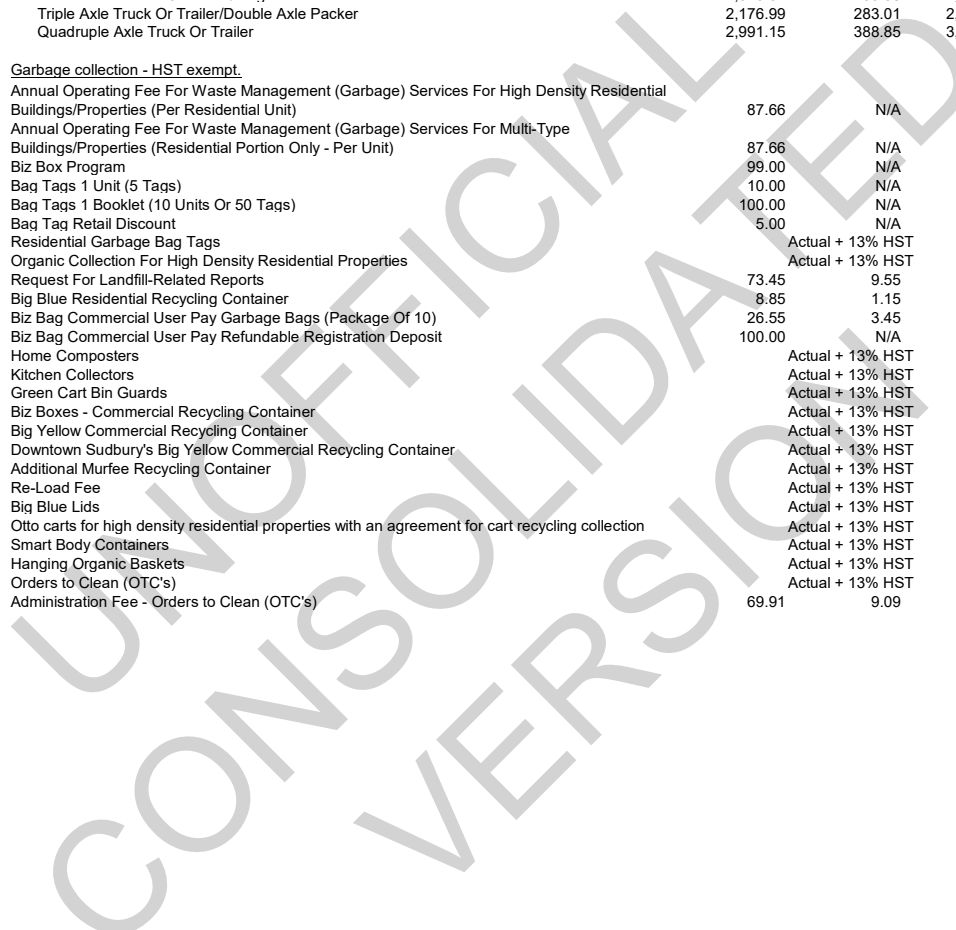 Triple Axle Truck Or Trailer/Double Axle Packer 2,176.99 283.01 2,
Quadruple Axle Truck Or Trailer 2,991.15 388.85 3,
Garbage collection - HST exempt.
Annual Operating Fee For Waste Management (Garbage) Services For High Density Residential
Buildings/Properties (Per Residential Unit) 87.66 N/A
Annual Operating Fee For Waste Management (Garbage) Services For Multi-Type
Buildings/Properties (Residential Portion Only - Per Unit) 87.66 N/A
Biz Box Program 99.00 N/A
Bag Tags 1 Unit (5 Tags) 10.00 N/A
Bag Tags 1 Booklet (10 Units Or 50 Tags) 100.00 N/A
Bag Tag Retail Discount 5.00 N/A
Residential Garbage Bag Tags Actual + 13% HST
Organic Collection For High Density Residential Properties Actual + 13% HST
Request For Landfill-Related Reports 73.45 9.55
Big Blue Residential Recycling Container 8.85 1.15
Biz Bag Commercial User Pay Garbage Bags (Package Of 10) 26.55 3.45
Biz Bag Commercial User Pay Refundable Registration Deposit 100.00 N/A
Home Composters Actual + 13% HST
Kitchen Collectors Actual + 13% HST
Green Cart Bin Guards Actual + 13% HST
Biz Boxes - Commercial Recycling Container Actual + 13% HST
Big Yellow Commercial Recycling Container Actual + 13% HST
Downtown Sudbury's Big Yellow Commercial Recycling Container Actual + 13% HST
Additional Murfee Recycling Container Actual + 13% HST
Re-Load Fee Actual + 13% HST
Big Blue Lids Actual + 13% HST
Otto carts for high density residential properties with an agreement for cart recycling collection Actual + 13% HST
Smart Body Containers Actual + 13% HST
Hanging Organic Baskets Actual + 13% HST
Orders to Clean (OTC's) Actual + 13% HST
Administration Fee - Orders to Clean (OTC's) 69.91 9.09
UNOFFICIAL
CONSOLIDATED
VERSION